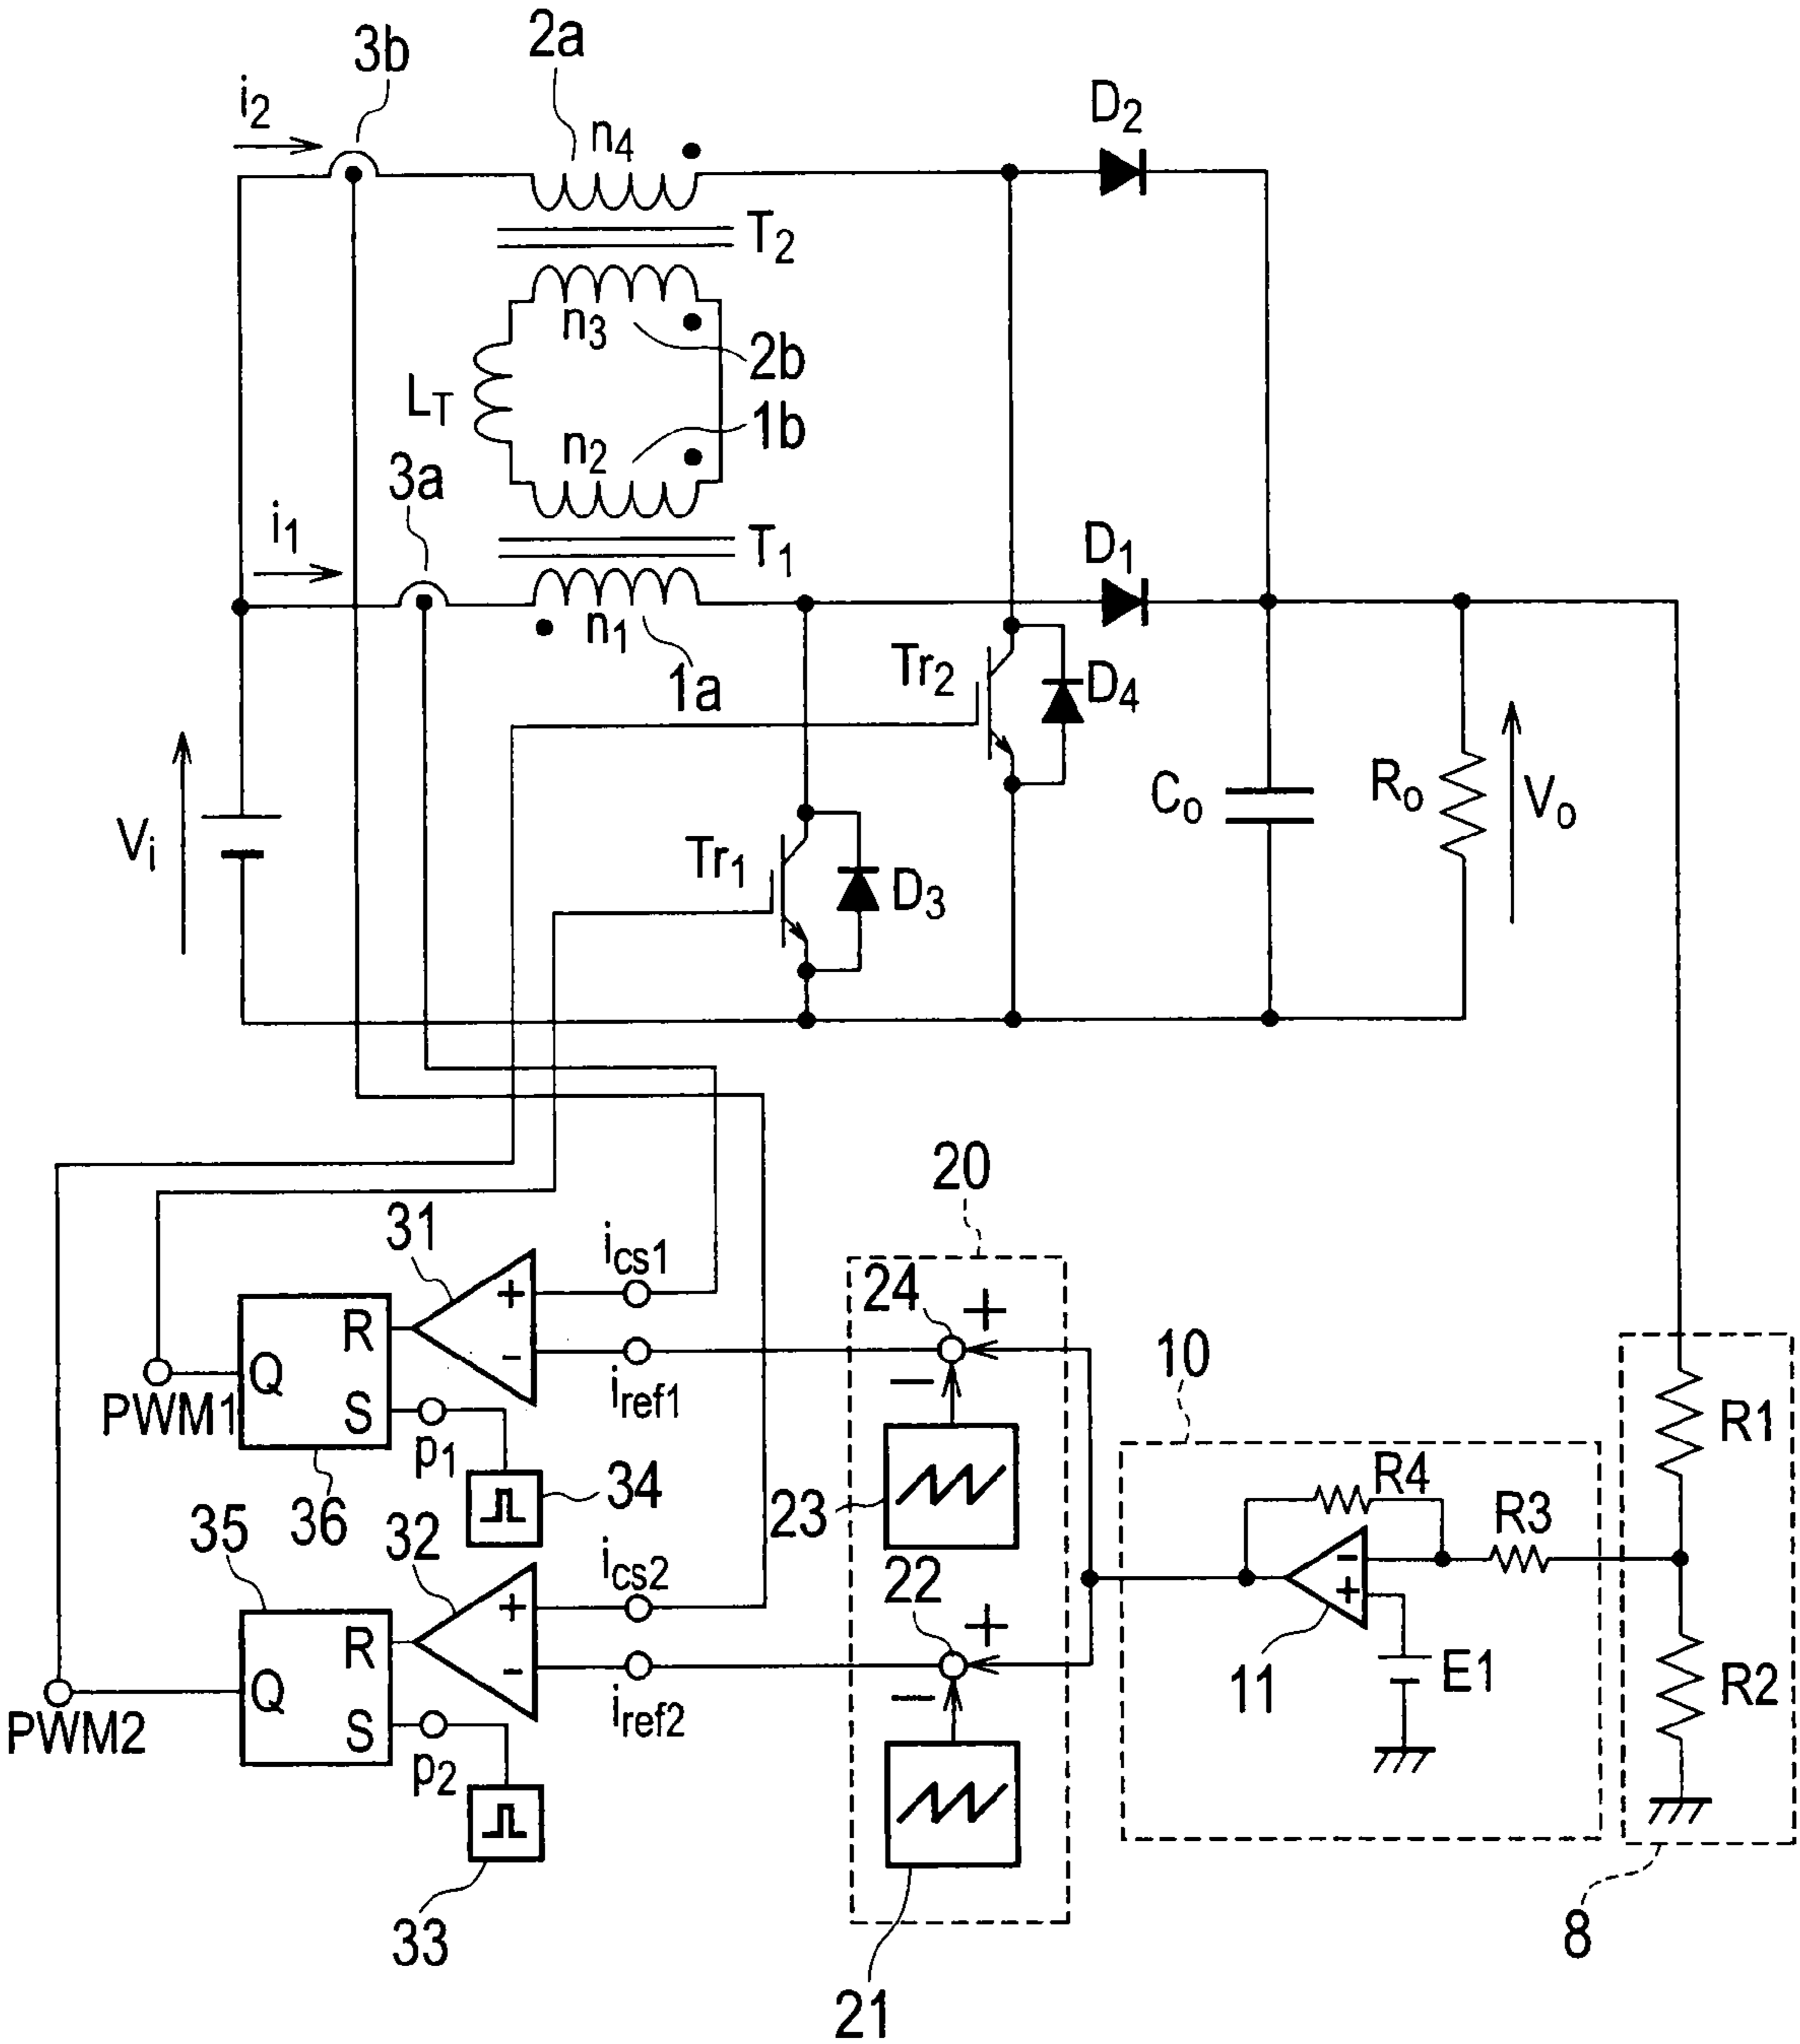 2a
3b
i2
n4
D2
T2
n3
2b
LT
1b
n2
3a
i1
T1
D1
n1
1a
Tr2
D4
Vi
Co
Ro
Vo
Tr1
D3
20
31
ics1
24
+
+
R
10
-
iref1
-
Q
PWM1
S
R1
p1
R4
34
23
R3
36
35
32
ics2
22
-
+
+
+
R
11
-
E1
R2
Q
iref2
-
PWM2
S
p2
33
8
21